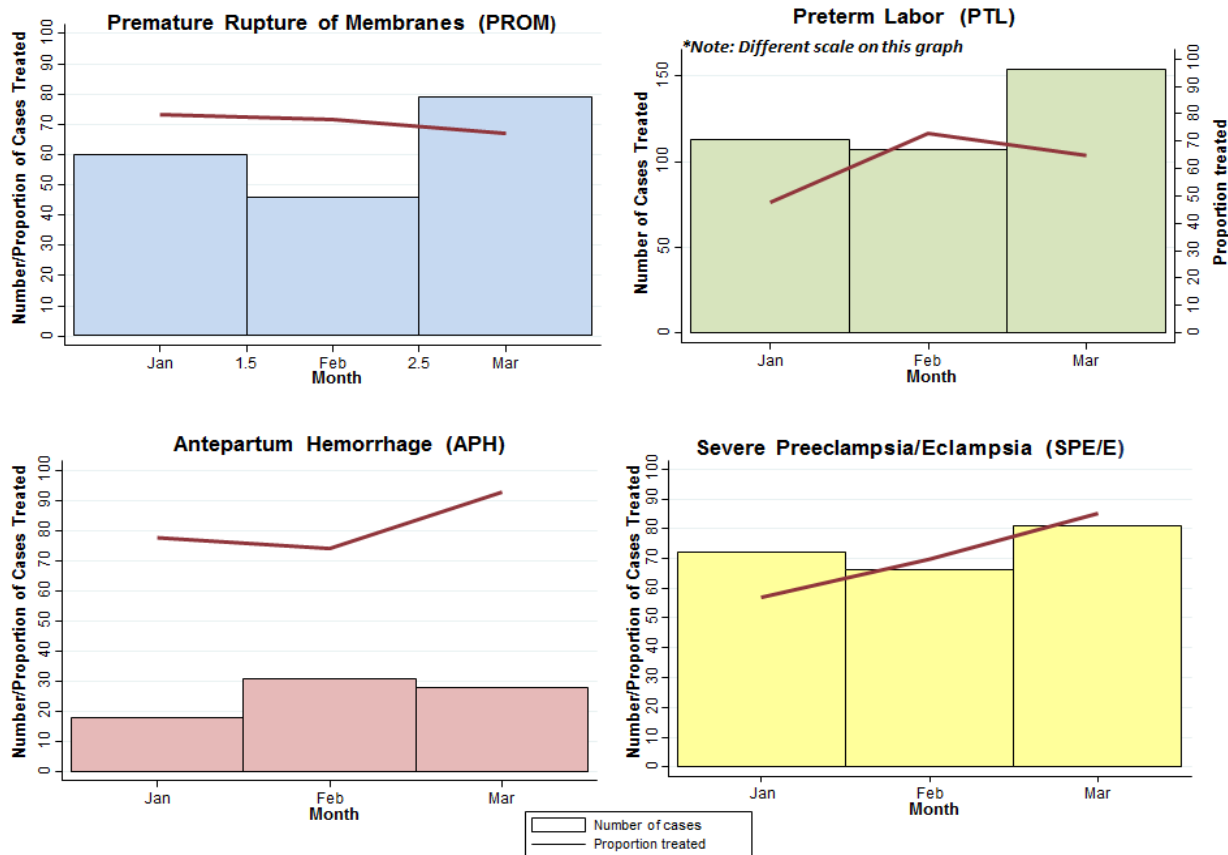 Premature Rupture of Membranes (PROM)
Number/Proportion of Cases Treated
100
90
80
70
60
50
40
30
20
10
0
Jan 1.5 Feb 2.5 Mar
Month
Preterm Labor (PTL)
*Note: Different scale on this graph
Number of Cases Treated
150
100
50
0
Proportion treated
100
90
80
70
60
50
40
30
20
10
0
Jan Feb Mar
Month
Antepartum Hemorrhage (APH)
Number/Proportion of Cases Treated
100
90
80
70
60
50
40
30
20
10
0
Jan Feb Mar
Month
Severe Preeclampsia/Eclampsia (SPE/E)
Number/Proportion of Cases Treated
100
90
80
70
60
50
40
30
20
10
0
Jan Feb Mar
Month
Number of cases
Proportion treated